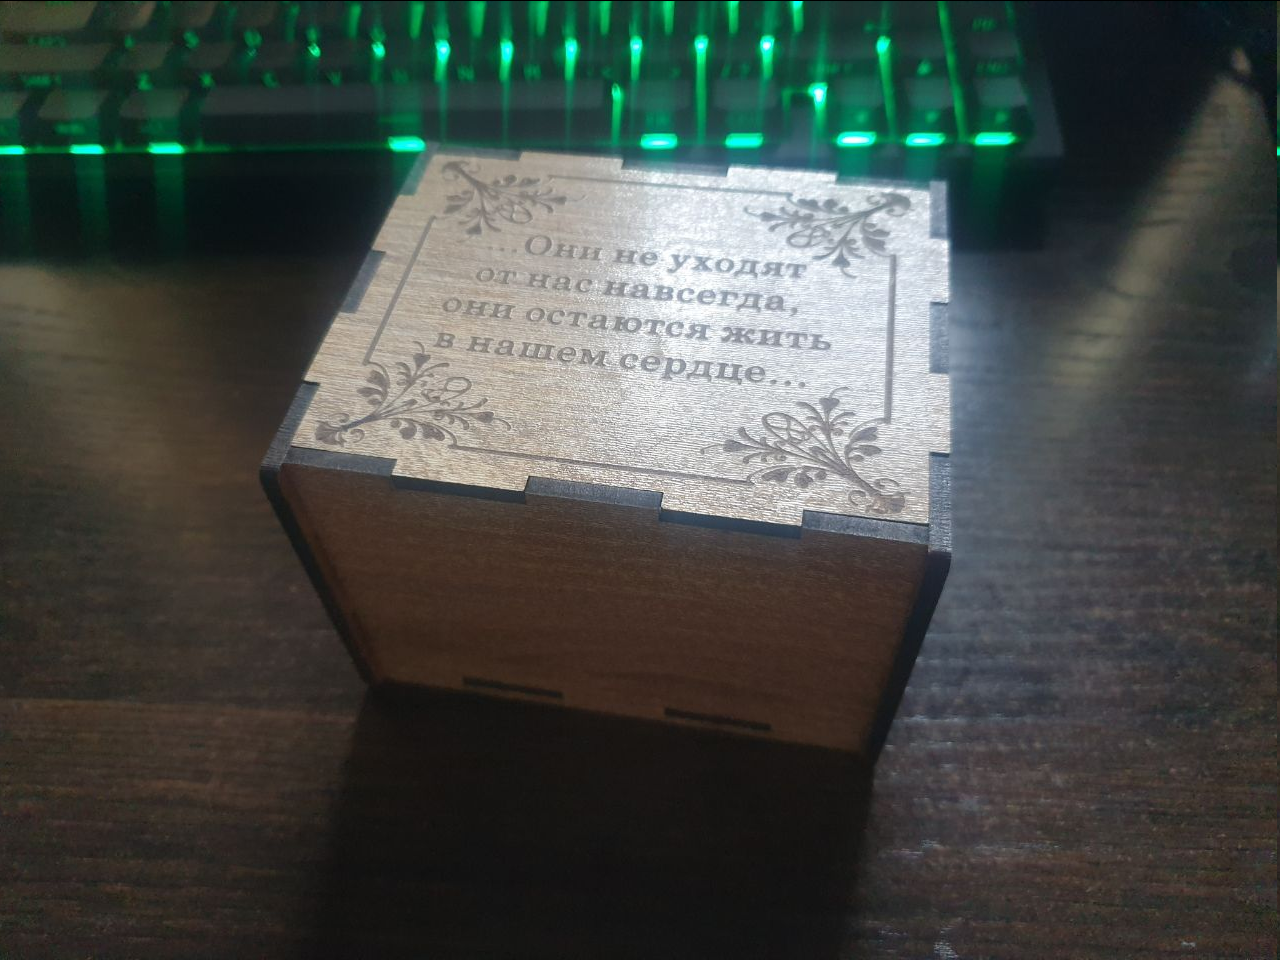 ...Они не уходят
от нас навсегда,
они остаются жить
в нашем сердце...